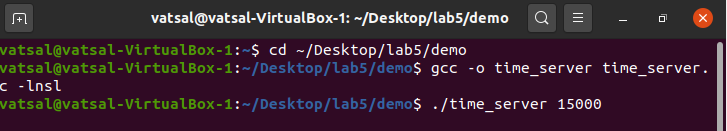 vatsal@vatsal-VirtualBox-1: ~/Desktop/lab5/demo
vatsal@vatsal-VirtualBox-1:~$ cd ~/Desktop/lab5/demo
vatsal@vatsal-VirtualBox-1:~/Desktop/lab5/demo$ gcc -o time_server time_server.
c -lnsl
vatsal@vatsal-VirtualBox-1:~/Desktop/lab5/demo$ ./time_server 15000